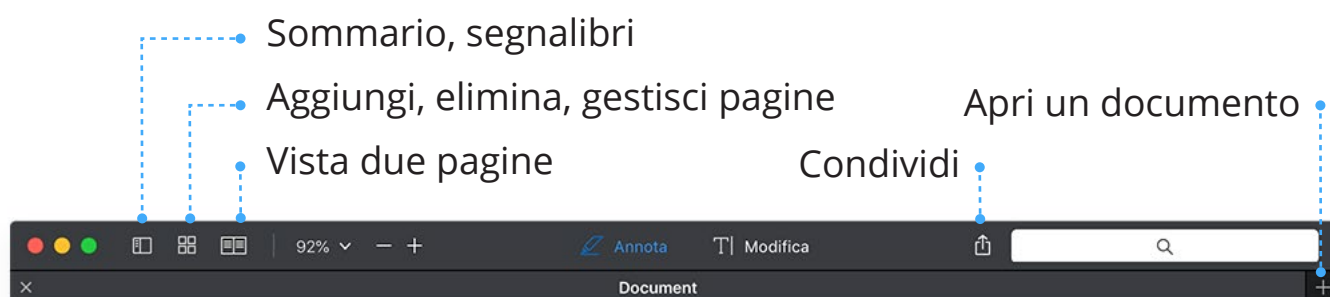 Sommario, segnalibri
Aggiungi, elimina, gestisci pagine
Apri un documento
Vista due pagine
Condividi
92%
Annota
T| Modifica
Document